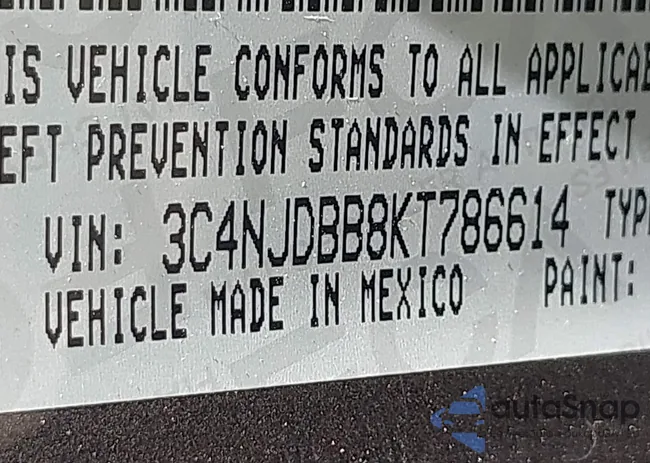 IS VEHICLE CONFORMS TO ALL APPLICAB
EFT PREVENTION STANDARDS IN EFFECT
VIN: 3C4NJDBB8KT786614 TYP
VEHICLE MADE IN MEXICO PAINT:
autoSnap